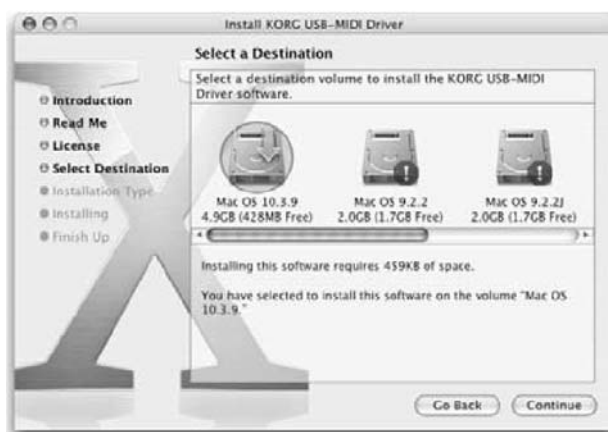 Install KORG USB-MIDI Driver
Select a Destination
Introduction
Read Me
License
Select Destination
Installation Type
Installing
Finish Up
Select a destination volume to install the KORG USB-MIDI
Driver software.
Mac OS 10.3.9
4.9GB (428MB Free)
Mac OS 9.2.2
2.0GB (1.7GB Free)
Mac OS 9.2.2J
2.0GB (1.7GB Free)
Installing this software requires 459KB of space.
You have selected to install this software on the volume "Mac OS
10.3.9."
Go Back
Continue